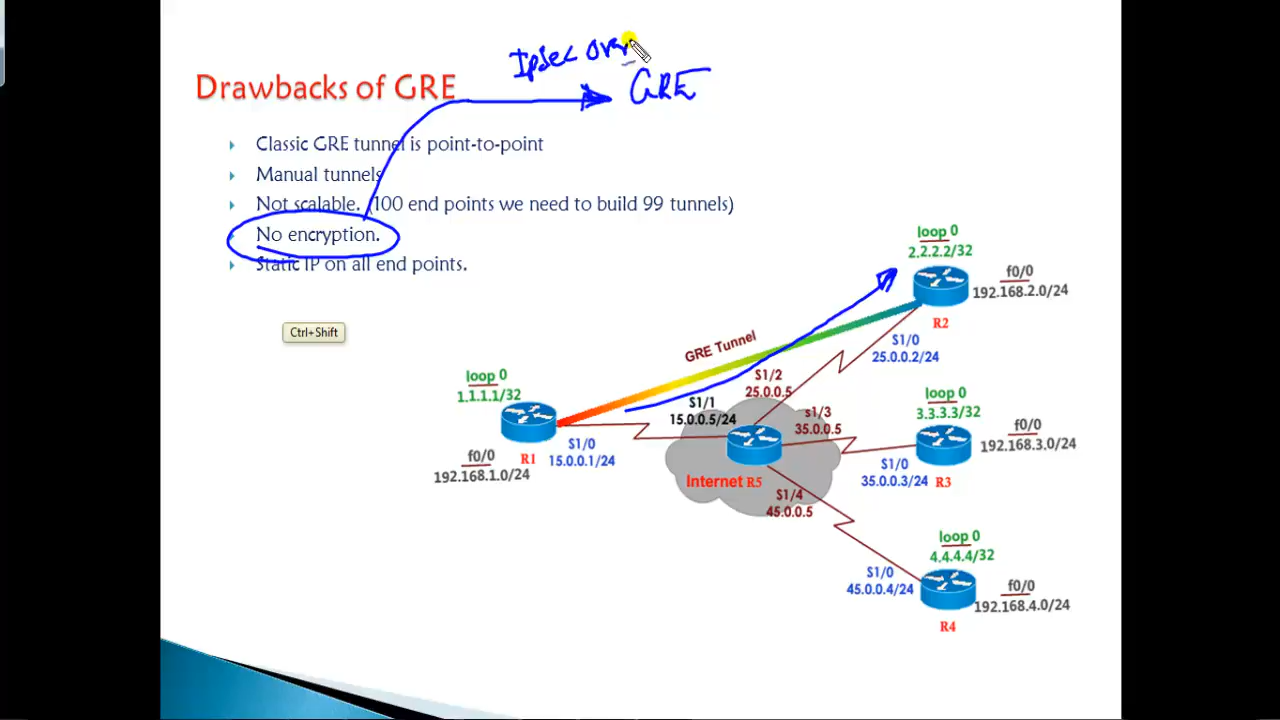 Ipsec over
GRE
Drawbacks of GRE
Classic GRE tunnel is point-to-point
Manual tunnels
Not scalable. (100 end points we need to build 99 tunnels)
No encryption.
Static IP on all end points.
Ctrl+Shift
loop 0
2.2.2.2/32
f0/0
192.168.2.0/24
R2
S1/0
25.0.0.2/24
GRE Tunnel
loop 0
1.1.1.1/32
S1/2
25.0.0.5
S1/1
15.0.0.5/24
s1/3
35.0.0.5
loop 0
3.3.3.3/32
f0/0
192.168.3.0/24
f0/0
192.168.1.0/24
R1
S1/0
15.0.0.1/24
Internet R5
S1/0
35.0.0.3/24
R3
S1/4
45.0.0.5
loop 0
4.4.4.4/32
S1/0
45.0.0.4/24
f0/0
192.168.4.0/24
R4